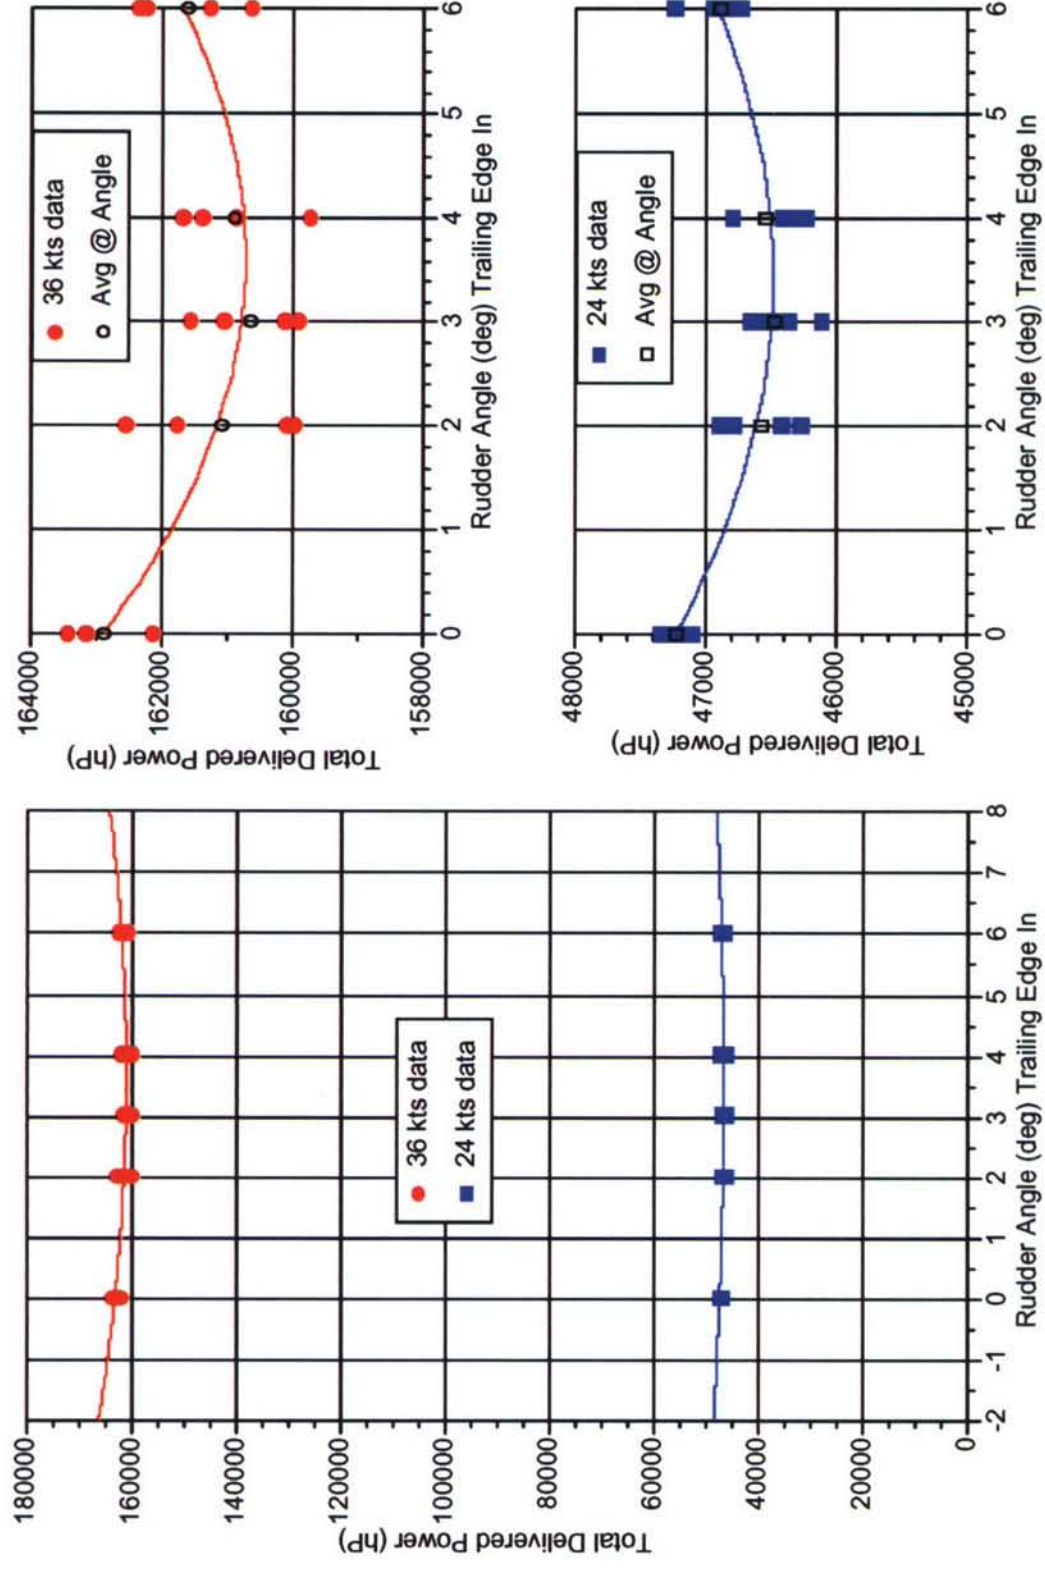 180000
160000
140000
120000
100000
80000
60000
40000
20000
0
Total Delivered Power (hP)
36 kts data
24 kts data
-2 -1 0 1 2 3 4 5 6 7 8
Rudder Angle (deg) Trailing Edge In
164000
162000
160000
158000
Total Delivered Power (hP)
36 kts data
Avg @ Angle
0 1 2 3 4 5 6
Rudder Angle (deg) Trailing Edge In
48000
47000
46000
45000
Total Delivered Power (hP)
24 kts data
Avg @ Angle
0 1 2 3 4 5 6
Rudder Angle (deg) Trailing Edge In